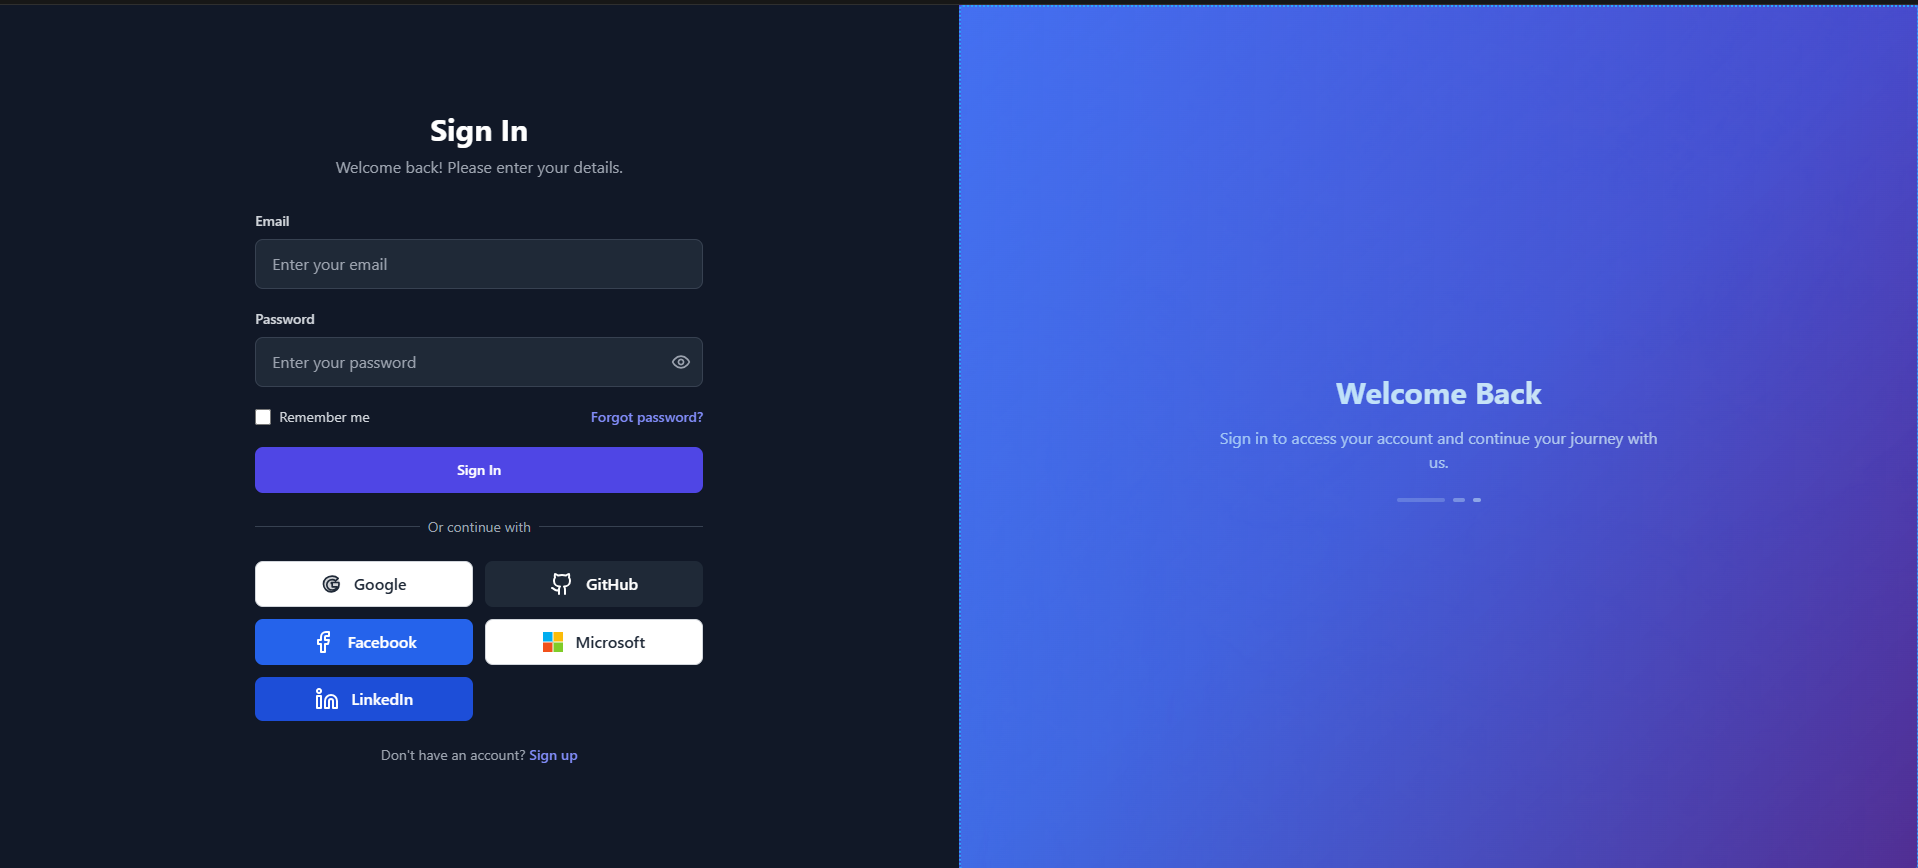 Sign In
Welcome back! Please enter your details.
Email
Enter your email
Password
Enter your password
Remember me
Forgot password?
Sign In
Or continue with
Google
GitHub
Facebook
Microsoft
LinkedIn
Don't have an account? Sign up
Welcome Back
Sign in to access your account and continue your journey with
us.